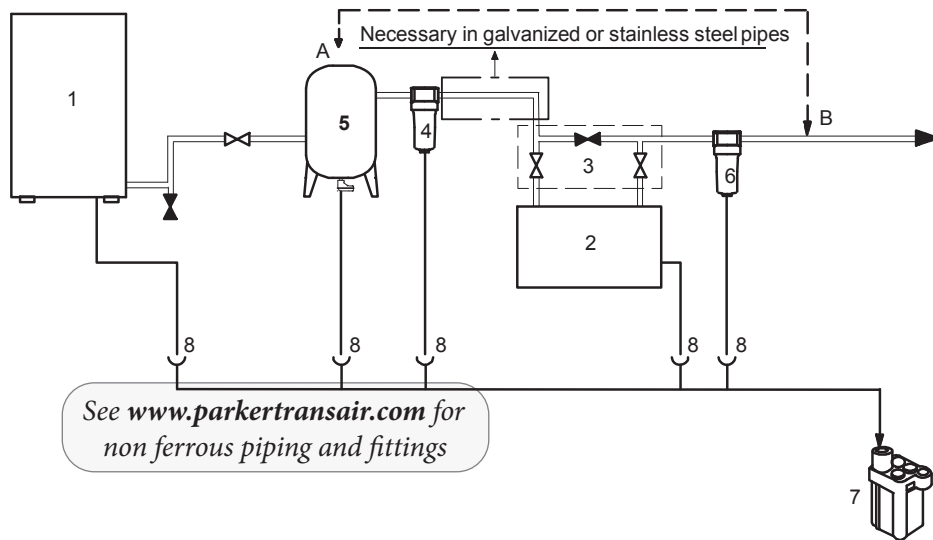 A
Necessary in galvanized or stainless steel pipes
1
5
4
B
3
6
2
8
8
8
8
8
See www.parkertransair.com for
non ferrous piping and fittings
7